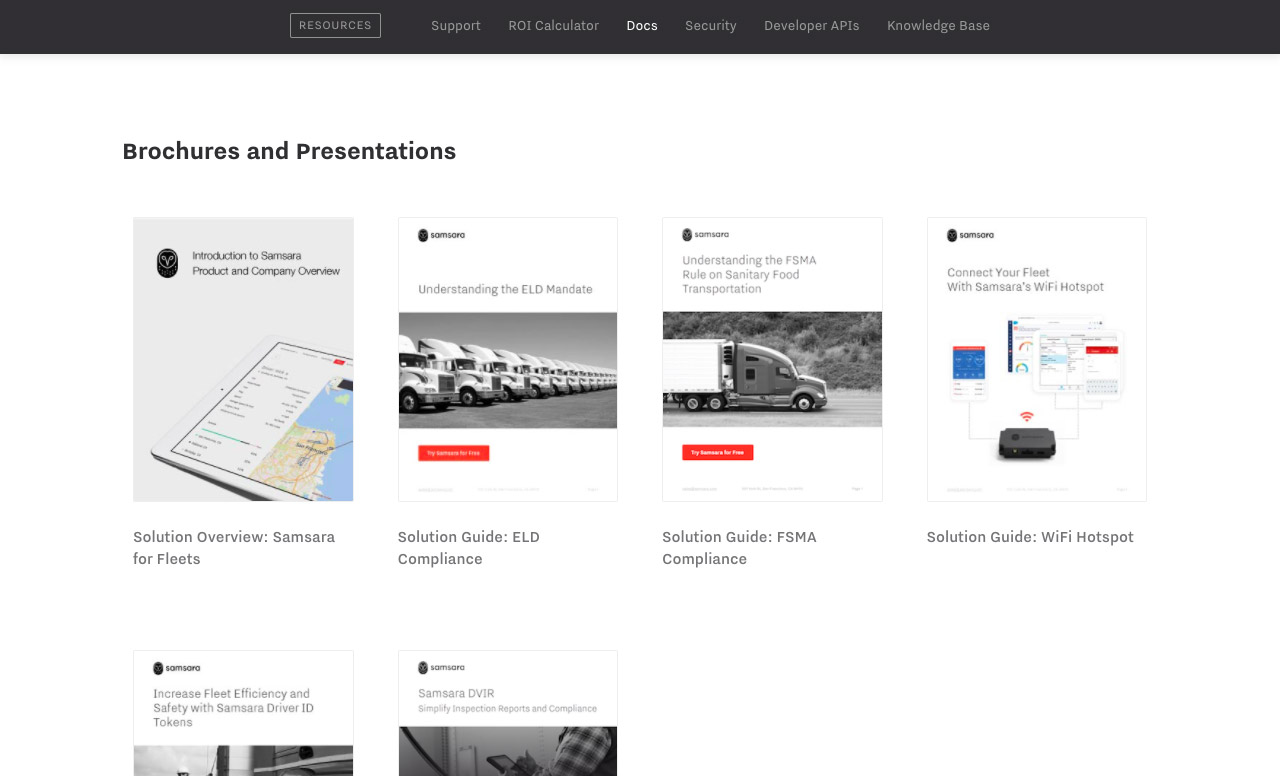 RESOURCES
Support
ROI Calculator
Docs
Security
Developer APIs
Knowledge Base
Brochures and Presentations
Introduction to Samsara
Product and Company Overview
samsara
Understanding the ELD Mandate
Try Samsara for Free
samsara
Understanding the FSMA
Rule on Sanitary Food
Transportation
Try Samsara for Free
samsara
Connect Your Fleet
With Samsara's WiFi Hotspot
Solution Overview: Samsara
for Fleets
Solution Guide: ELD
Compliance
Solution Guide: FSMA
Compliance
Solution Guide: WiFi Hotspot
samsara
Increase Fleet Efficiency and
Safety with Samsara Driver ID
Tokens
samsara
Samsara DVIR
Simplify Inspection Reports and Compliance